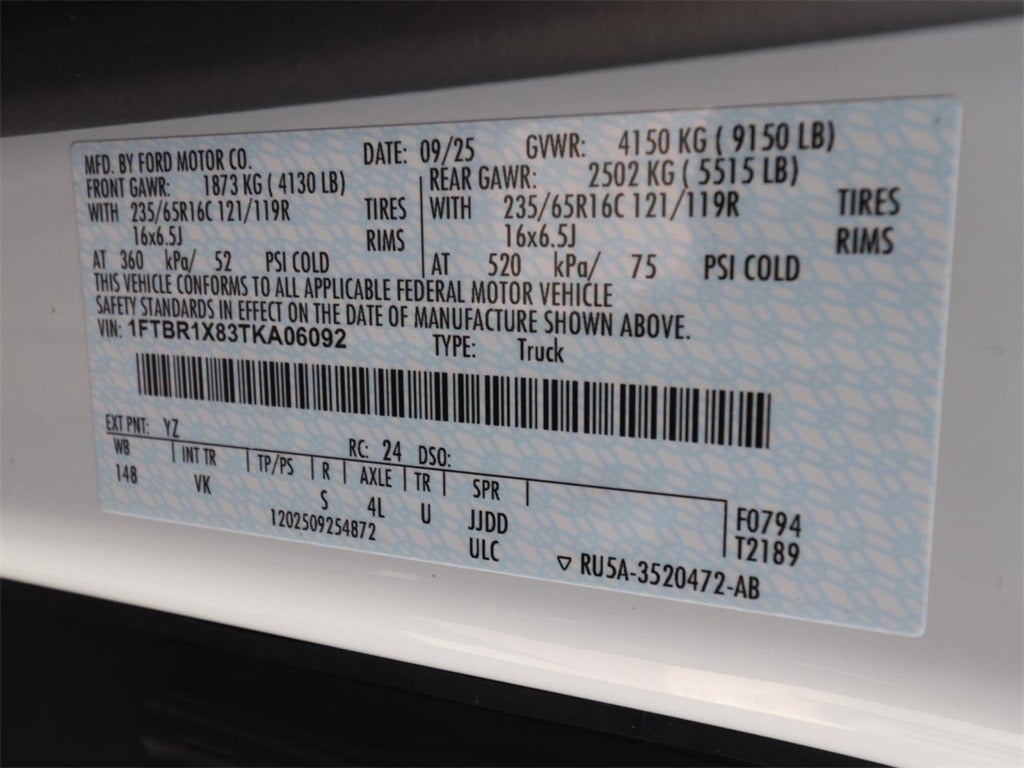 MFD. BY FORD MOTOR CO. DATE: 09/25 GVWR: 4150 KG ( 9150 LB)
FRONT GAWR: 1873 KG ( 4130 LB) REAR GAWR: 2502 KG ( 5515 LB)
WITH 235/65R16C 121/119R TIRES WITH 235/65R16C 121/119R TIRES
16x6.5J RIMS 16x6.5J RIMS
AT 360 kPa/ 52 PSI COLD AT 520 kPa/ 75 PSI COLD
THIS VEHICLE CONFORMS TO ALL APPLICABLE FEDERAL MOTOR VEHICLE
SAFETY STANDARDS IN EFFECT ON THE DATE OF MANUFACTURE SHOWN ABOVE.
VIN: 1FTBR1X83TKA06092 TYPE: Truck
EXT PNT: YZ RC: 24 DSO:
WB INT TR TP/PS R AXLE TR SPR
148 VK S 4L U JJDD F0794
1202509254872 ULC T2189
RU5A-3520472-AB